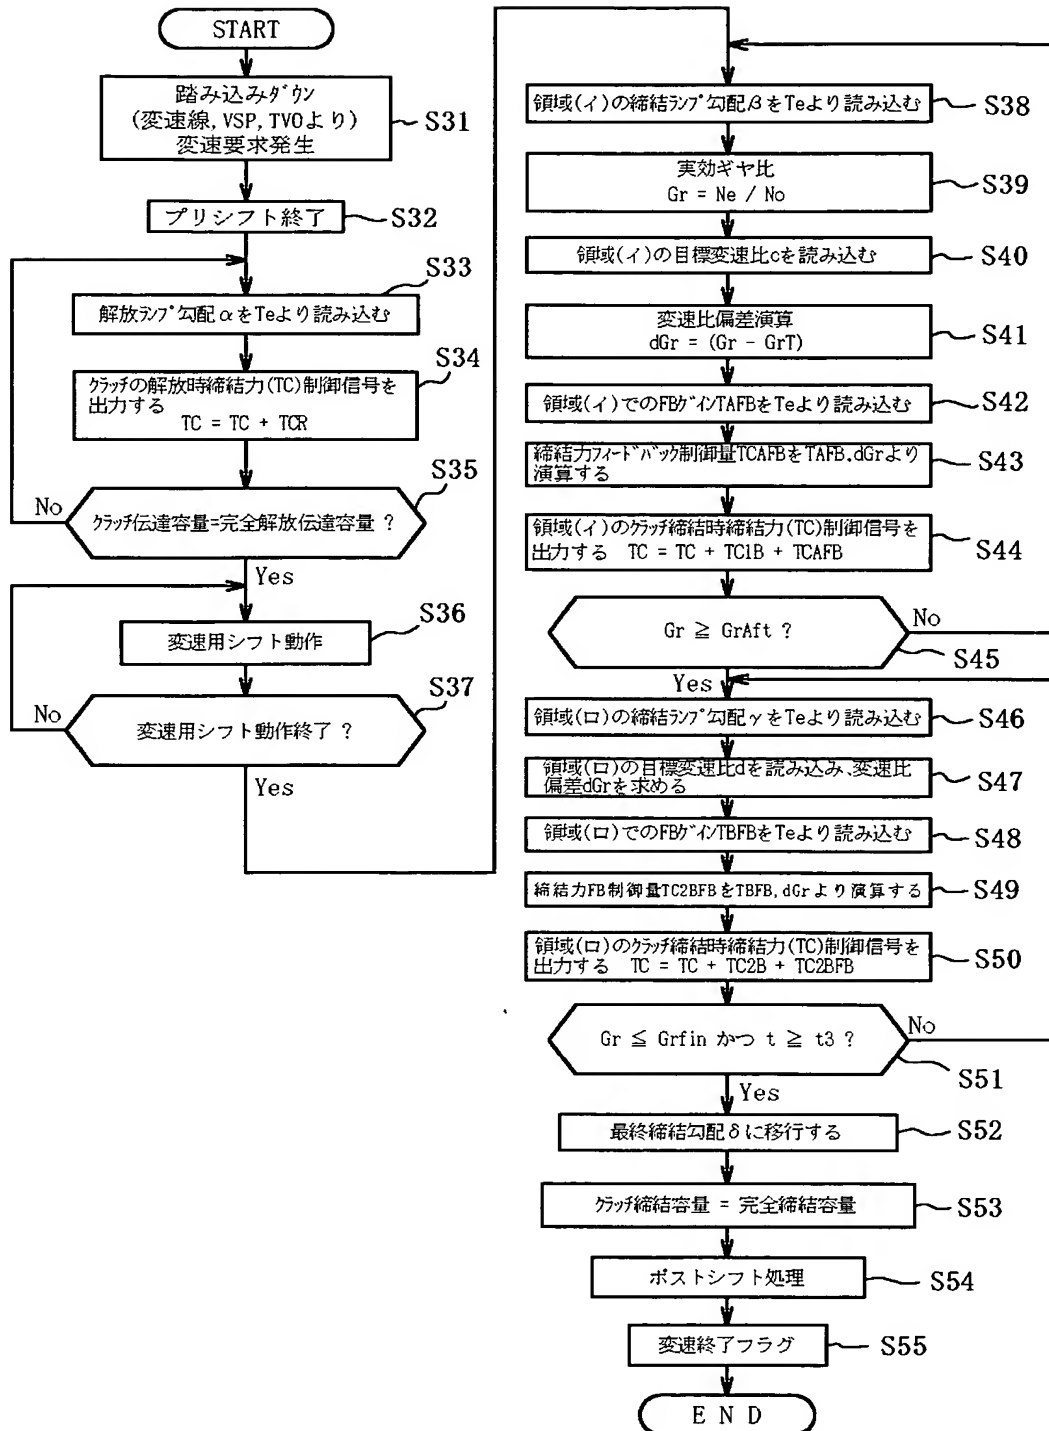 START
踏み込みダウン
(変速線,VSP,TVOより)
変速要求発生
S31
プリシフト終了
S32
S33
解放ランプ勾配αをTeより読み込む
S34
クラッチの解放時締結力(TC)制御信号を
出力する
TC = TC + TCR
S35
クラッチ伝達容量=完全解放伝達容量 ?
No
Yes
S36
変速用シフト動作
S37
変速用シフト動作終了 ?
No
Yes
領域(イ)の締結ランプ勾配βをTeより読み込む
S38
実効ギヤ比
Gr = Ne / No
S39
領域(イ)の目標変速比cを読み込む
S40
変速比偏差演算
dGr = (Gr - GrT)
S41
領域(イ)でのFBゲインTAFBをTeより読み込む
S42
締結力フィードバック制御量TCAFBをTAFB,dGrより
演算する
S43
領域(イ)のクラッチ締結時締結力(TC)制御信号を
出力する TC = TC + TC1B + TCAFB
S44
Gr ≧ GrAft ?
No
S45
Yes
領域(ロ)の締結ランプ勾配γをTeより読み込む
S46
領域(ロ)の目標変速比dを読み込み、変速比
偏差dGrを求める
S47
領域(ロ)でのFBゲインTBFBをTeより読み込む
S48
締結力FB制御量TC2BFBをTBFB,dGrより演算する
S49
領域(ロ)のクラッチ締結時締結力(TC)制御信号を
出力する TC = TC + TC2B + TC2BFB
S50
Gr ≦ Grfin かつ t ≧ t3 ?
No
S51
Yes
最終締結勾配δに移行する
S52
クラッチ締結容量 = 完全締結容量
S53
ポストシフト処理
S54
変速終了フラグ
S55
E N D